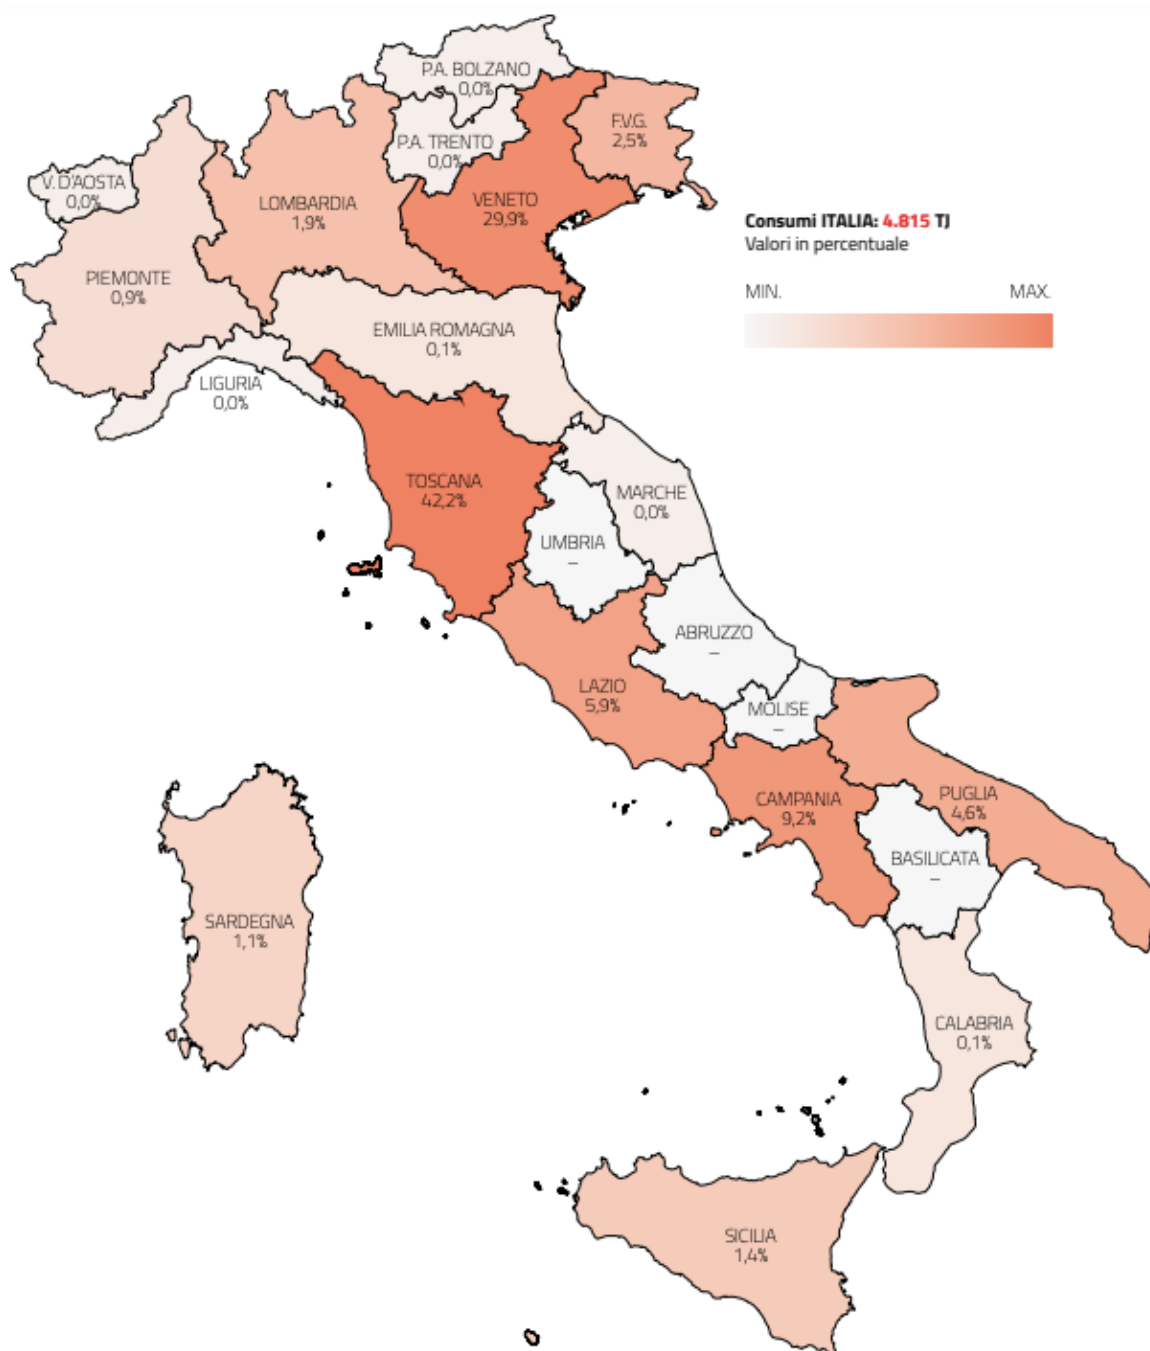 P.A. BOLZANO
0,0%
P.A. TRENTO
0,0%
F.V.G.
2,5%
V. D'AOSTA
0,0%
LOMBARDIA
1,9%
VENETO
29,9%
Consumi ITALIA: 4.815 TJ
Valori in percentuale
MIN.
MAX.
PIEMONTE
0,9%
EMILIA ROMAGNA
0,1%
LIGURIA
0,0%
TOSCANA
42,2%
MARCHE
0,0%
UMBRIA
–
ABRUZZO
–
LAZIO
5,9%
MOLISE
–
CAMPANIA
9,2%
PUGLIA
4,6%
BASILICATA
–
SARDEGNA
1,1%
CALABRIA
0,1%
SICILIA
1,4%